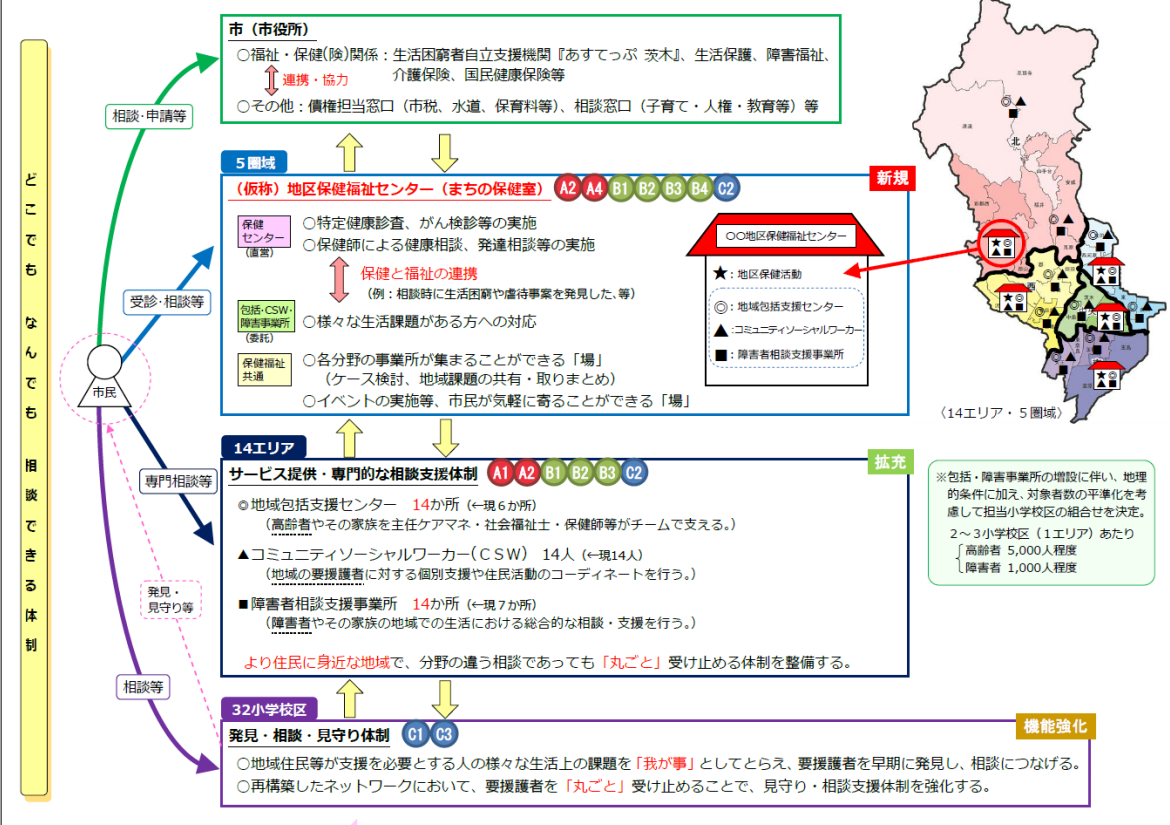 どこでも なんでも 相談できる体制
市（市役所）
○福祉・保健(険)関係：生活困窮者自立支援機関『あすてっぷ 茨木』、生活保護、障害福祉、
介護保険、国民健康保険等
連携・協力
○その他：債権担当窓口（市税、水道、保育料等）、相談窓口（子育て・人権・教育等）等
相談・申請等
5圏域
（仮称）地区保健福祉センター（まちの保健室） A2 A4 B1 B2 B3 B4 C2
新規
保健
センター
（直営）
○特定健康診査、がん検診等の実施
○保健師による健康相談、発達相談等の実施
保健と福祉の連携
（例：相談時に生活困窮や虐待事案を発見した、等）
包括・CSW・
障害事業所
（委託）
○様々な生活課題がある方への対応
保健福祉
共通
○各分野の事業所が集まることができる「場」
（ケース検討、地域課題の共有・取りまとめ）
○イベントの実施等、市民が気軽に寄ることができる「場」
○○地区保健福祉センター
★：地区保健活動
◎：地域包括支援センター
▲：コミュニティソーシャルワーカー
■：障害者相談支援事業所
受診・相談等
市民
北
西
〈14エリア・5圏域〉
14エリア
サービス提供・専門的な相談支援体制 A1 A2 B1 B2 B3 C2
拡充
◎地域包括支援センター 14か所（←現6か所）
（高齢者やその家族を主任ケアマネ・社会福祉士・保健師等がチームで支える。）
▲コミュニティソーシャルワーカー(ＣＳＷ) 14人（←現14人）
（地域の要援護者に対する個別支援や住民活動のコーディネートを行う。）
■障害者相談支援事業所 14か所（←現7か所）
（障害者やその家族の地域での生活における総合的な相談・支援を行う。）
より住民に身近な地域で、分野の違う相談であっても「丸ごと」受け止める体制を整備する。
専門相談等
発見・
見守り等
相談等
※包括・障害事業所の増設に伴い、地理
的条件に加え、対象者数の平準化を考
慮して担当小学校区の組合せを決定。
2～3小学校区（1エリア）あたり
高齢者 5,000人程度
障害者 1,000人程度
32小学校区
発見・相談・見守り体制 C1 C3
機能強化
○地域住民等が支援を必要とする人の様々な生活上の課題を「我が事」としてとらえ、要援護者を早期に発見し、相談につなげる。
○再構築したネットワークにおいて、要援護者を「丸ごと」受け止めることで、見守り・相談支援体制を強化する。